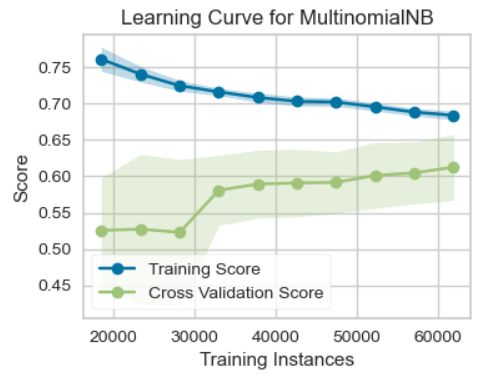 Learning Curve for MultinomialNB
Score
0.75
0.70
0.65
0.60
0.55
0.50
0.45
Training Score
Cross Validation Score
20000 30000 40000 50000 60000
Training Instances